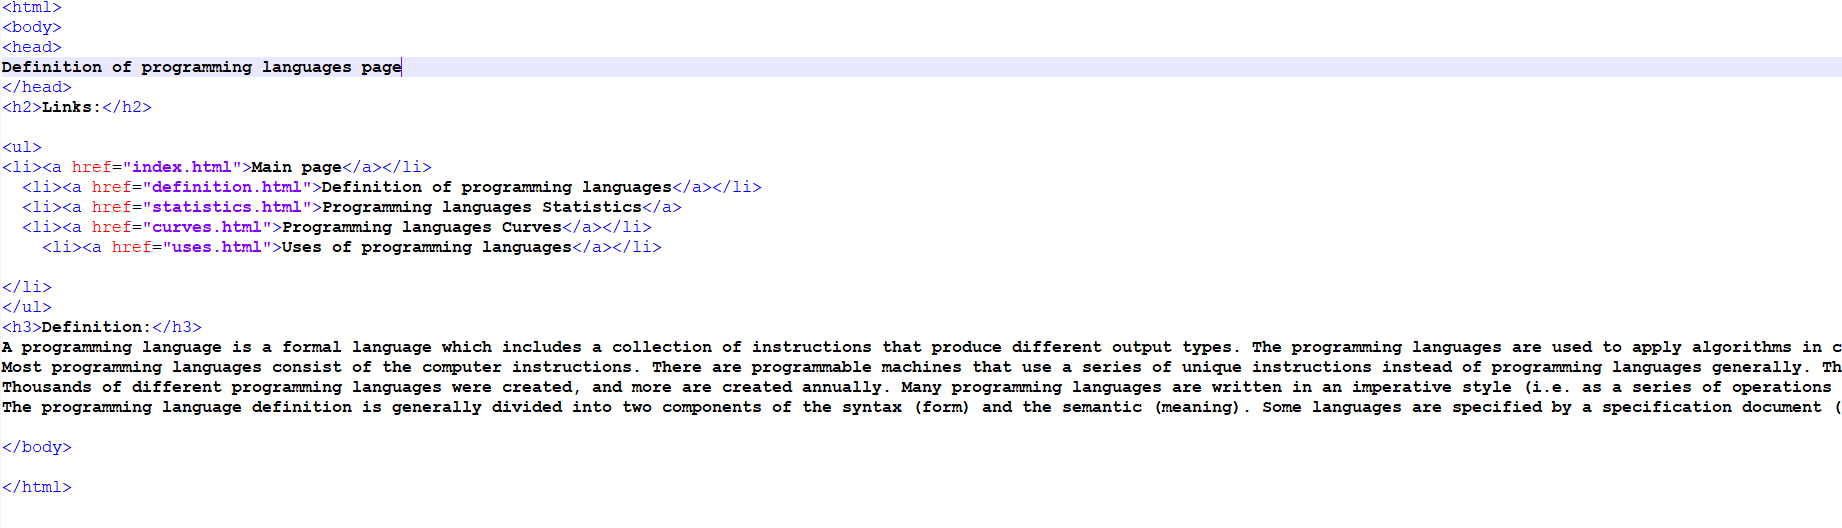 <html>
<body>
<head>
Definition of programming languages page
</head>
<h2>Links:</h2>
<ul>
<li><a href="index.html">Main page</a></li>
<li><a href="definition.html">Definition of programming languages</a></li>
<li><a href="statistics.html">Programming languages Statistics</a>
<li><a href="curves.html">Programming languages Curves</a></li>
<li><a href="uses.html">Uses of programming languages</a></li>
</li>
</ul>
<h3>Definition:</h3>
A programming language is a formal language which includes a collection of instructions that produce different output types. The programming languages are used to apply algorithms in c
Most programming languages consist of the computer instructions. There are programmable machines that use a series of unique instructions instead of programming languages generally. Th
Thousands of different programming languages were created, and more are created annually. Many programming languages are written in an imperative style (i.e. as a series of operations
The programming language definition is generally divided into two components of the syntax (form) and the semantic (meaning). Some languages are specified by a specification document (
</body>
</html>